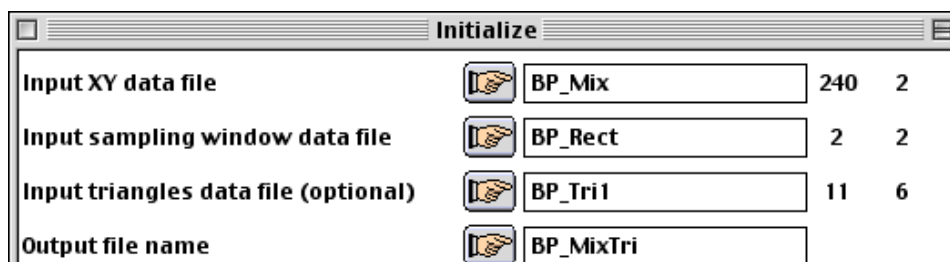 Initialize
Input XY data file BP_Mix 240 2
Input sampling window data file BP_Rect 2 2
Input triangles data file (optional) BP_Tri1 11 6
Output file name BP_MixTri